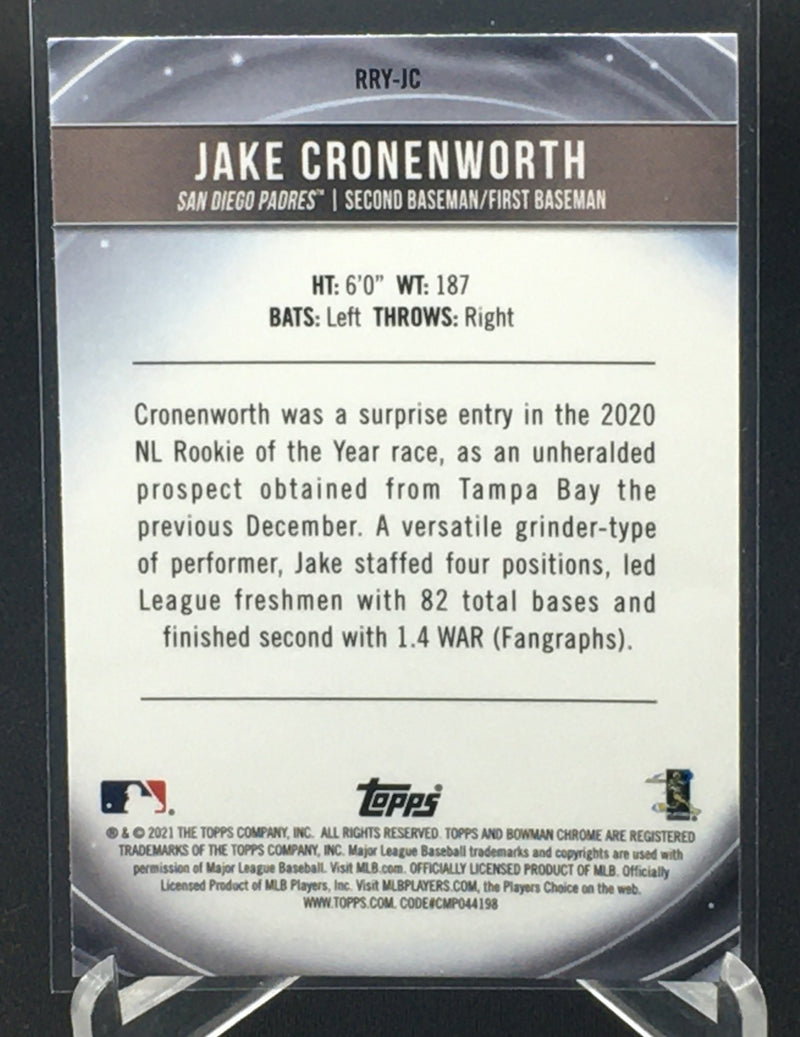 RRY-JC
JAKE CRONENWORTH
SAN DIEGO PADRES™ | SECOND BASEMAN/FIRST BASEMAN
HT: 6'0" WT: 187
BATS: Left THROWS: Right
Cronenworth was a surprise entry in the 2020
NL Rookie of the Year race, as an unheralded
prospect obtained from Tampa Bay the
previous December. A versatile grinder-type
of performer, Jake staffed four positions, led
League freshmen with 82 total bases and
finished second with 1.4 WAR (Fangraphs).
Topps
® & © 2021 THE TOPPS COMPANY, INC. ALL RIGHTS RESERVED. TOPPS AND BOWMAN CHROME ARE REGISTERED
TRADEMARKS OF THE TOPPS COMPANY, INC. Major League Baseball trademarks and copyrights are used with
permission of Major League Baseball. Visit MLB.com. OFFICIALLY LICENSED PRODUCT OF MLB. Officially
Licensed Product of MLB Players, Inc. Visit MLBPLAYERS.COM, the Players Choice on the web.
WWW.TOPPS.COM. CODE#CMP044198